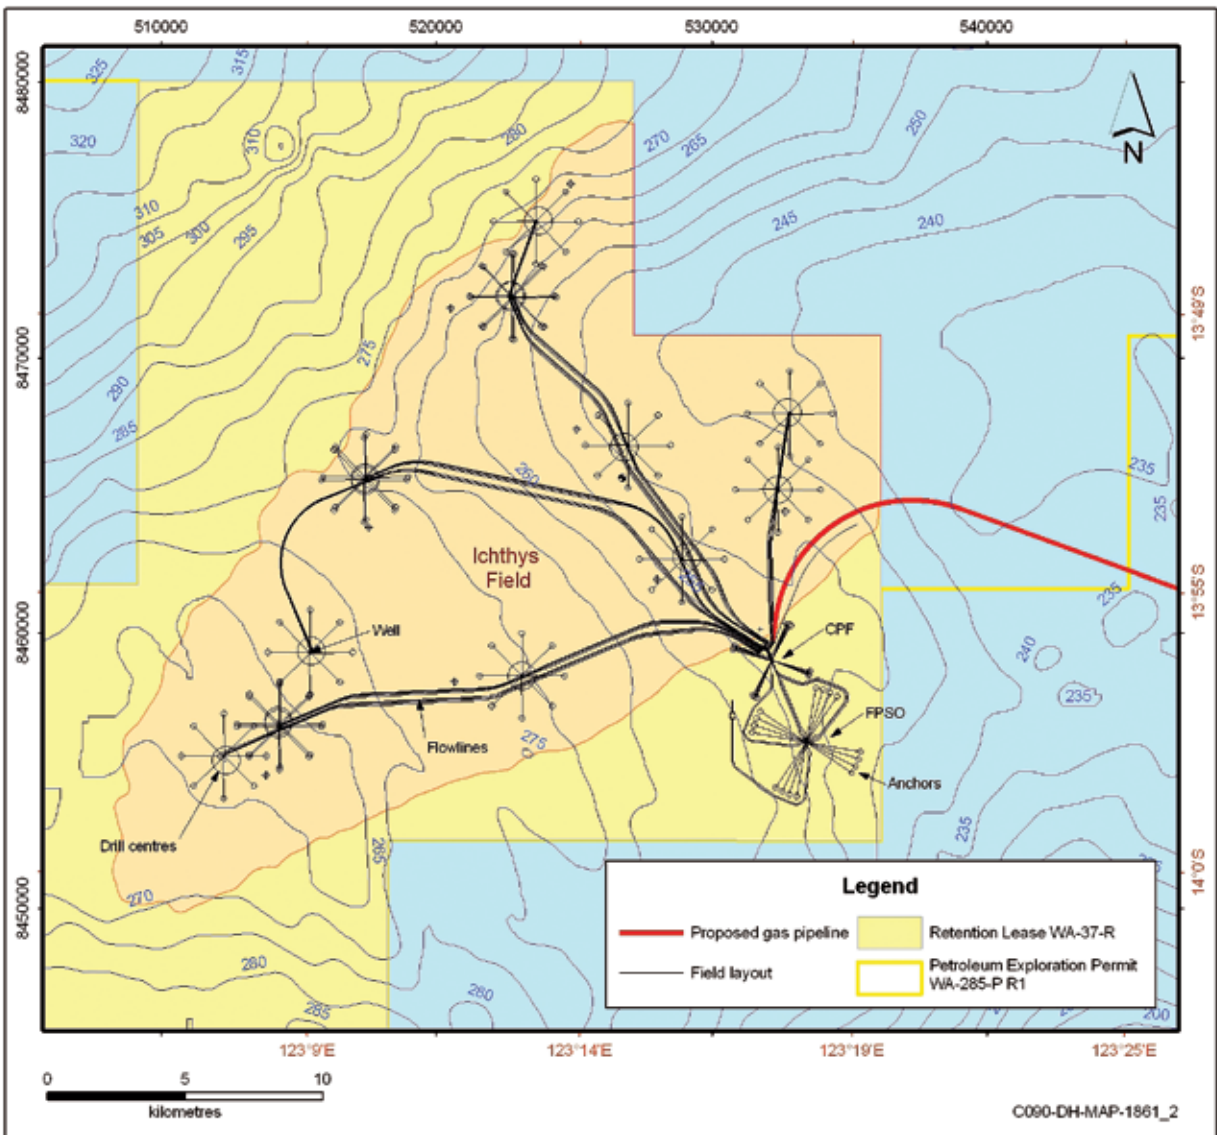 510000
520000
530000
540000
8480000
8470000
8460000
8450000
325
315
320
310
310
305
300
295
280
270
265
250
245
240
N
13°49'S
275
290
285
260
235
235
Ichthys
Field
13°55'S
235
240
235
Well
CPF
FPSO
Flowlines
275
Anchors
Drill centres
265
235
270
14°0'S
280
285
260
200
Legend
Proposed gas pipeline
Retention Lease WA-37-R
Field layout
Petroleum Exploration Permit
WA-285-P R1
123°9'E
123°14'E
123°19'E
123°25'E
0
5
10
kilometres
C090-DH-MAP-1861_2